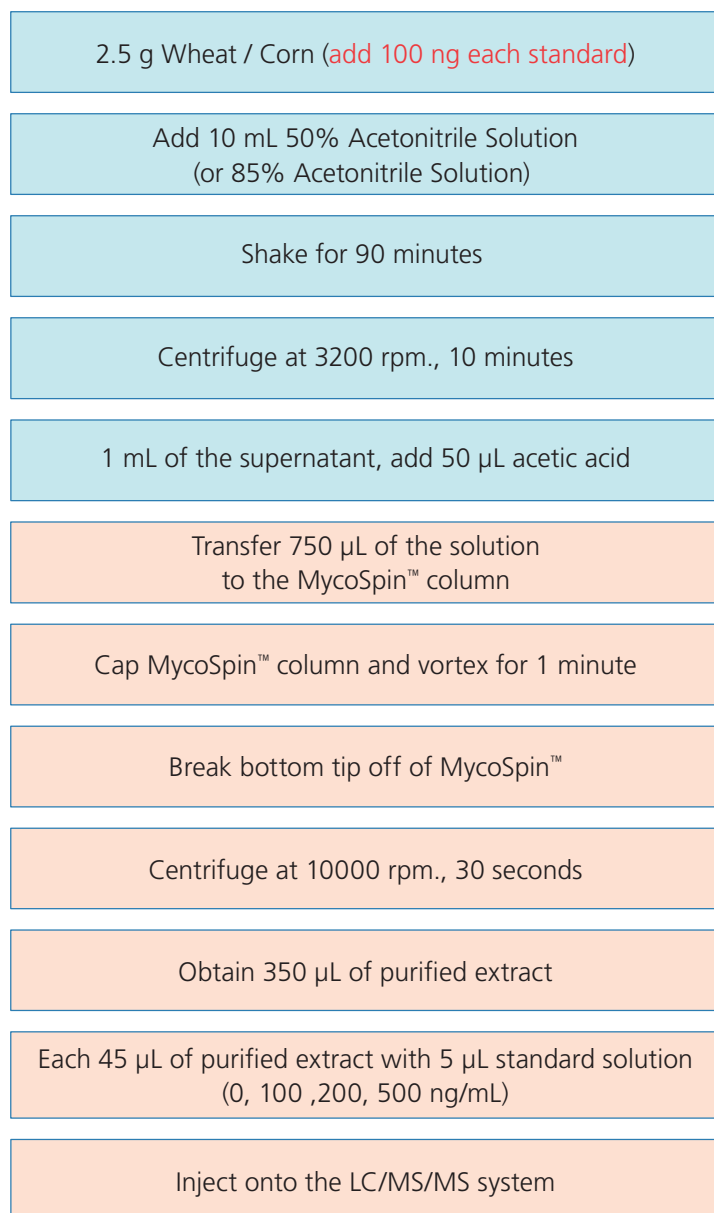 2.5 g Wheat / Corn (add 100 ng each standard)
Add 10 mL 50% Acetonitrile Solution
(or 85% Acetonitrile Solution)
Shake for 90 minutes
Centrifuge at 3200 rpm., 10 minutes
1 mL of the supernatant, add 50 µL acetic acid
Transfer 750 µL of the solution
to the MycoSpin™ column
Cap MycoSpin™ column and vortex for 1 minute
Break bottom tip off of MycoSpin™
Centrifuge at 10000 rpm., 30 seconds
Obtain 350 µL of purified extract
Each 45 µL of purified extract with 5 µL standard solution
(0, 100 ,200, 500 ng/mL)
Inject onto the LC/MS/MS system